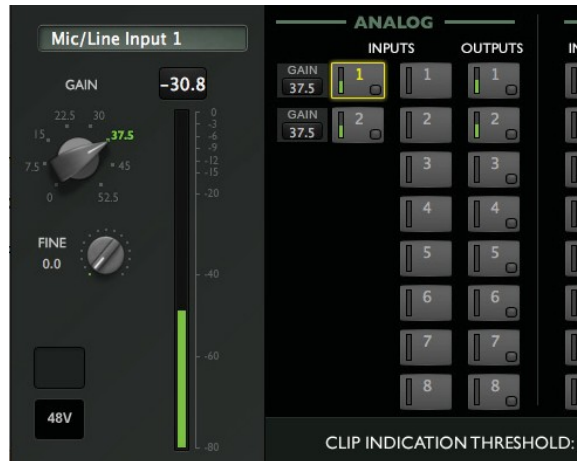 Mic/Line Input 1
GAIN
-30.8
22.5 30
15 37.5
7.5 45
0 52.5
FINE
0.0
48V
0
-3
-6
-9
-12
-15
-20
-40
-60
-80
ANALOG
INPUTS OUTPUTS IN
GAIN
37.5 1 1 1
GAIN
37.5 2 2 2
3 3
4 4
5 5
6 6
7 7
8 8
CLIP INDICATION THRESHOLD: